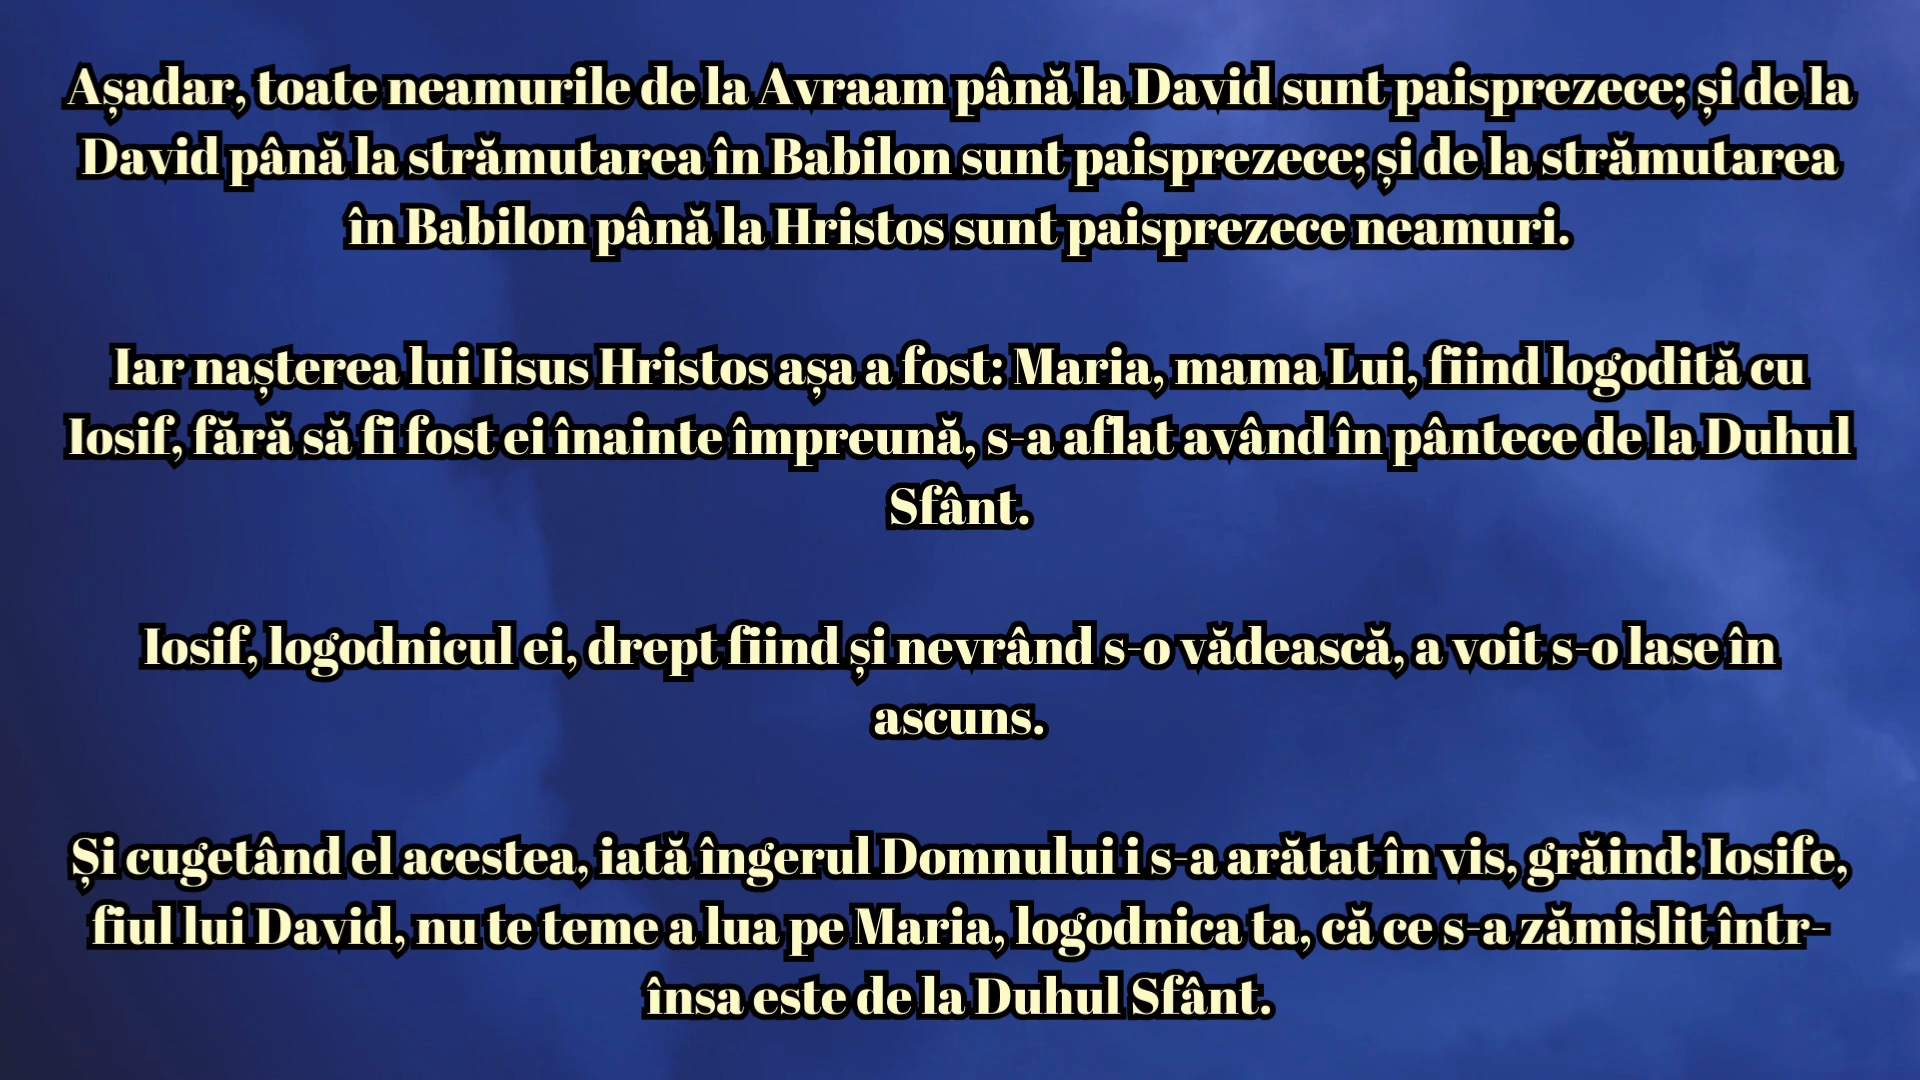 Așadar, toate neamurile de la Avraam până la David sunt paisprezece; și de la
David până la strămutarea în Babilon sunt paisprezece; și de la strămutarea
în Babilon până la Hristos sunt paisprezece neamuri.
Iar nașterea lui Iisus Hristos așa a fost: Maria, mama Lui, fiind logodită cu
Iosif, fără să fi fost ei înainte împreună, s-a aflat având în pântece de la Duhul
Sfânt.
Iosif, logodnicul ei, drept fiind și nevrând s-o vădească, a voit s-o lase în
ascuns.
Și cugetând el acestea, iată îngerul Domnului i s-a arătat în vis, grăind: Iosife,
fiul lui David, nu te teme a lua pe Maria, logodnica ta, că ce s-a zămislit într-
însa este de la Duhul Sfânt.